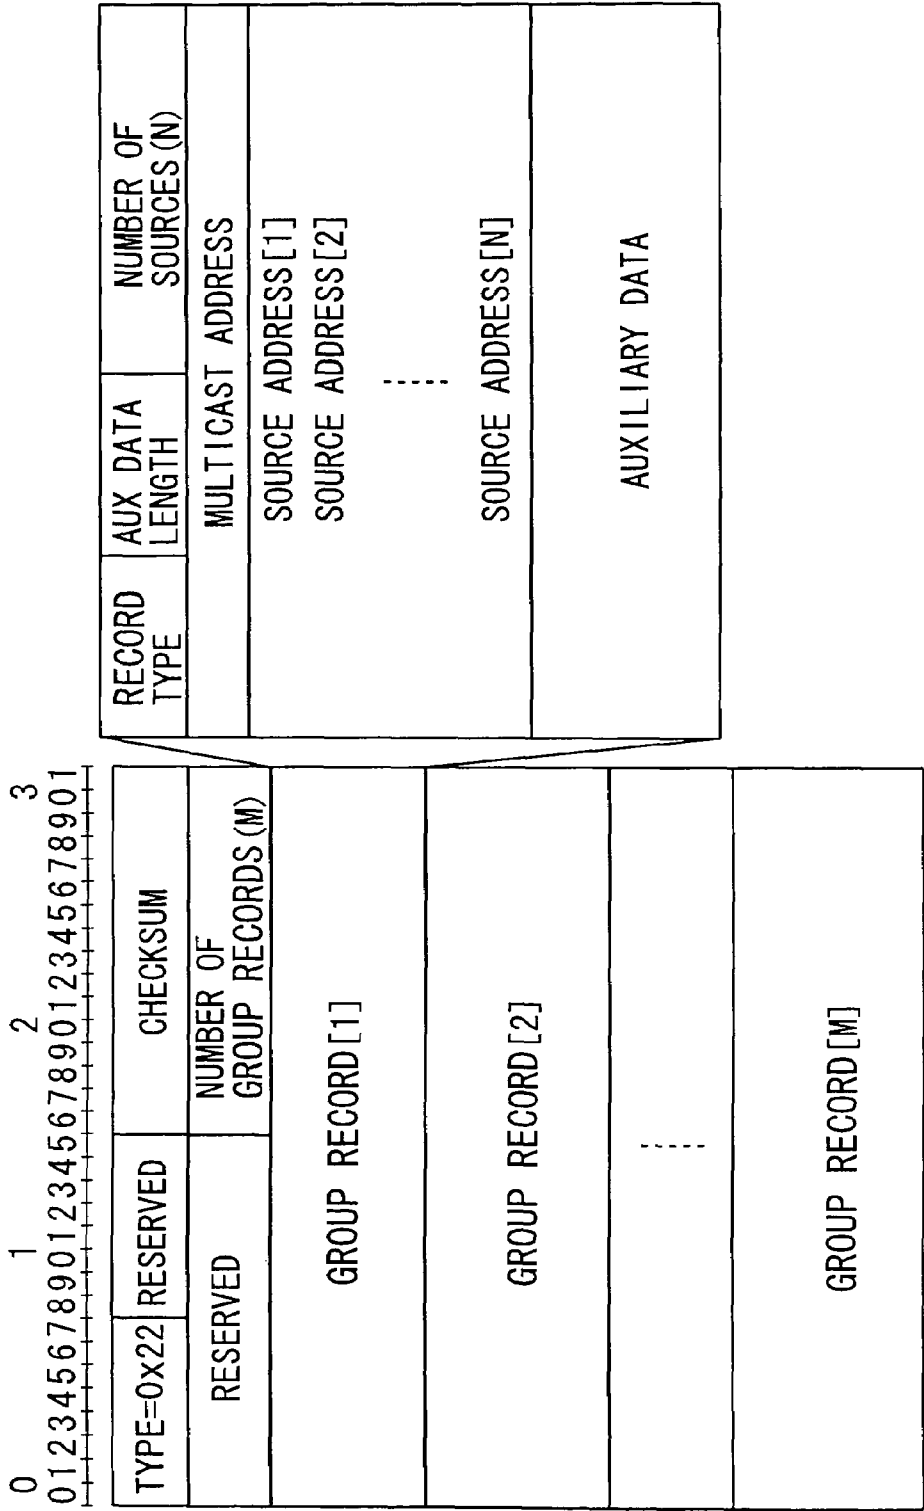 0 1 2 3
01234567890123456789012345678901
TYPE=0x22 RESERVED CHECKSUM
RESERVED
NUMBER OF
GROUP RECORDS(M)
GROUP RECORD[1]
GROUP RECORD[2]
GROUP RECORD[M]
RECORD
TYPE
AUX DATA
LENGTH
NUMBER OF
SOURCES(N)
MULTICAST ADDRESS
SOURCE ADDRESS[1]
SOURCE ADDRESS[2]
SOURCE ADDRESS[N]
AUXILIARY DATA